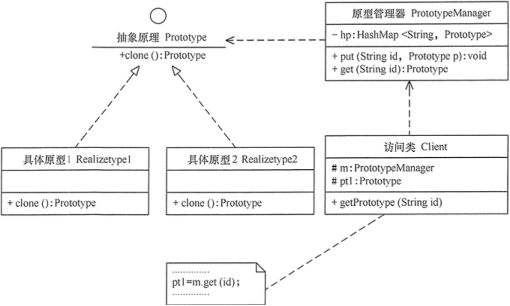 抽象原理 Prototype
+clone ():Prototype
原型管理器 PrototypeManager
~ hp:HashMap <String, Prototype>
+ put (String id, Prototype p):void
+ get (String id):Prototype
具体原型1 Realizetype1
+ clone ():Prototype
具体原型2 Realizetype2
+ clone ():Prototype
访问类 Client
# m:PrototypeManager
# pt1:Prototype
+ getPrototype (String id)
..............
pt1=m.get (id);
..............